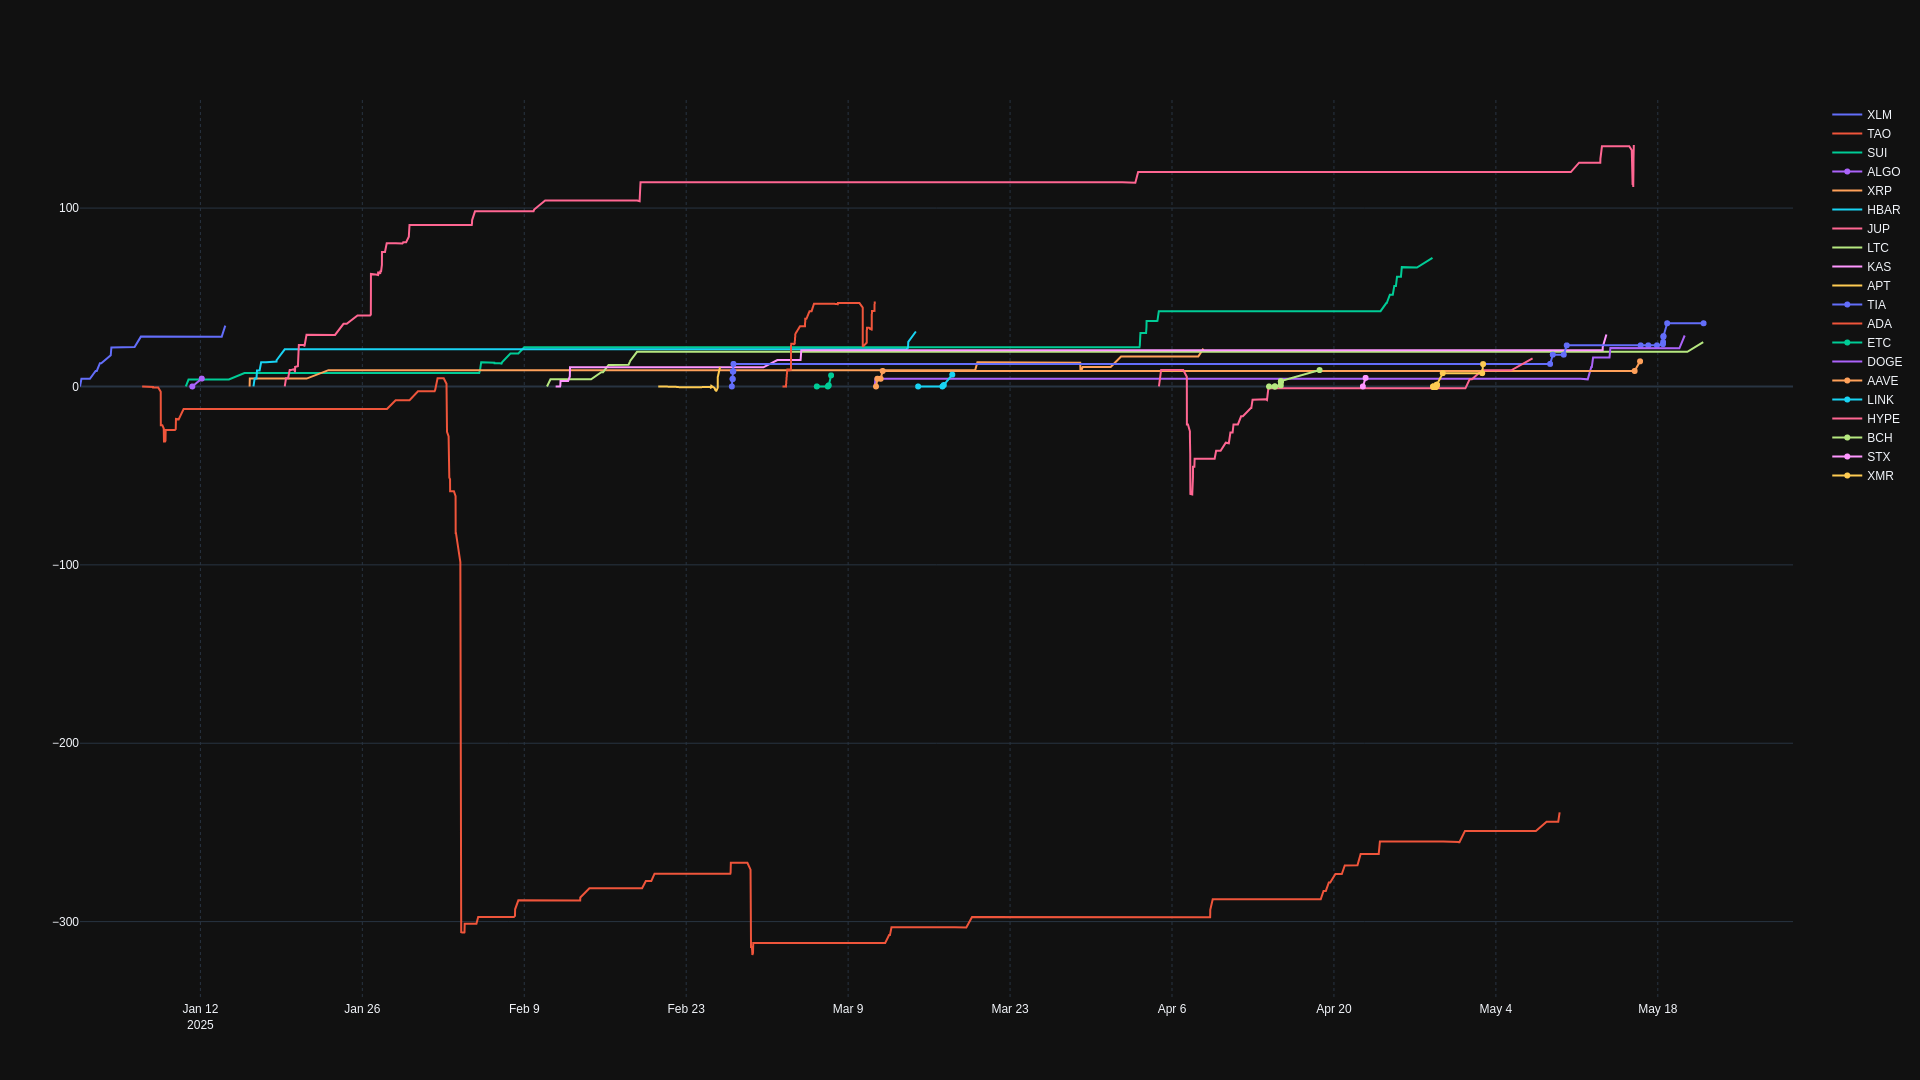 100
0
−100
−200
−300
Jan 12
2025
Jan 26
Feb 9
Feb 23
Mar 9
Mar 23
Apr 6
Apr 20
May 4
May 18
XLM
TAO
SUI
ALGO
XRP
HBAR
JUP
LTC
KAS
APT
TIA
ADA
ETC
DOGE
AAVE
LINK
HYPE
BCH
STX
XMR